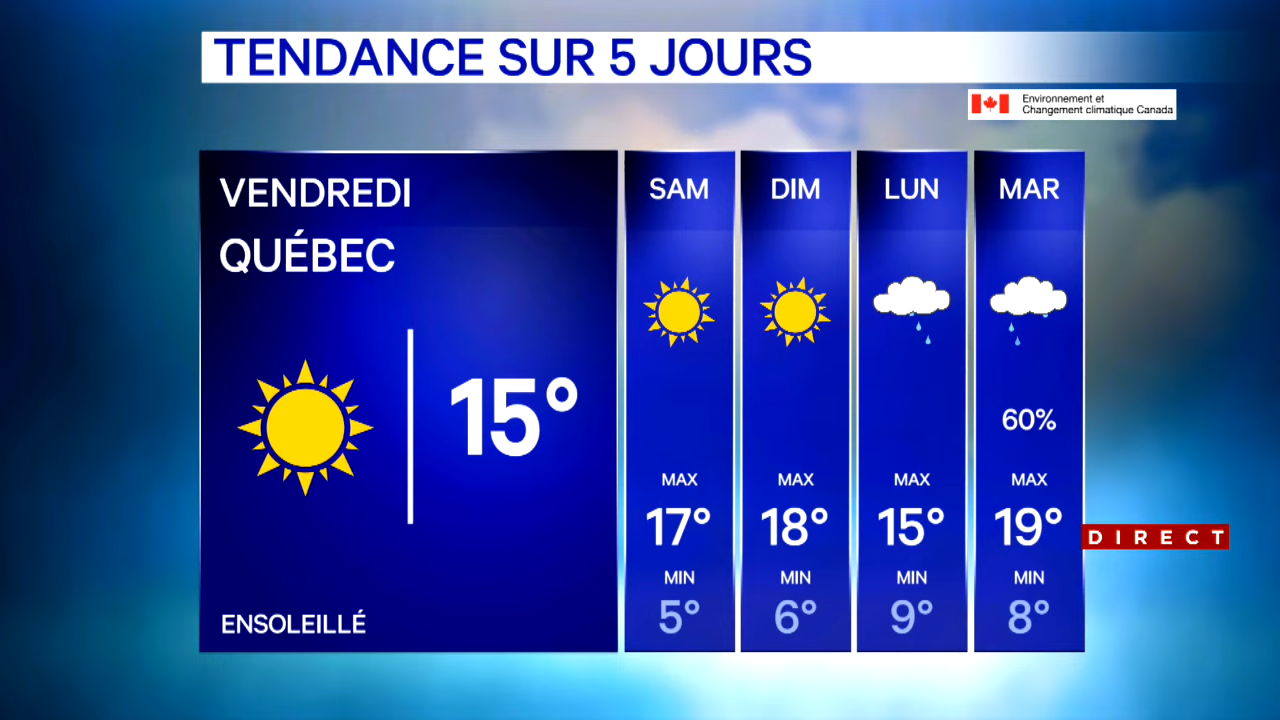 TENDANCE SUR 5 JOURS
Environnement et
Changement climatique Canada
VENDREDI
QUÉBEC
15°
ENSOLEILLÉ
SAM
MAX
17°
MIN
5°
DIM
MAX
18°
MIN
6°
LUN
MAX
15°
MIN
9°
MAR
60%
MAX
19°
MIN
8°
DIRECT